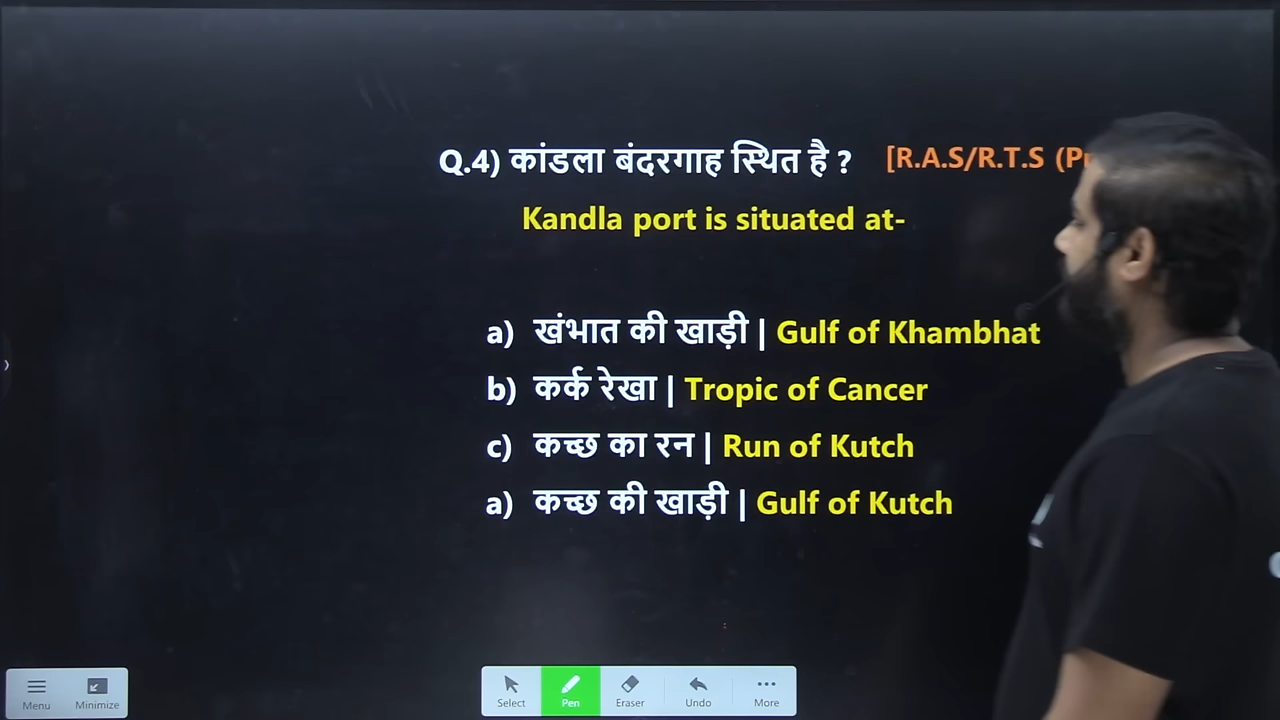 Q.4) कांडला बंदरगाह स्थित है ? [R.A.S/R.T.S
Kandla port is situated at-
a) खंभात की खाड़ी | Gulf of Khambhat
b) कर्क रेखा | Tropic of Cancer
c) कच्छ का रन | Run of Kutch
a) कच्छ की खाड़ी | Gulf of Kutch
Menu Minimize Select Pen Eraser Undo More